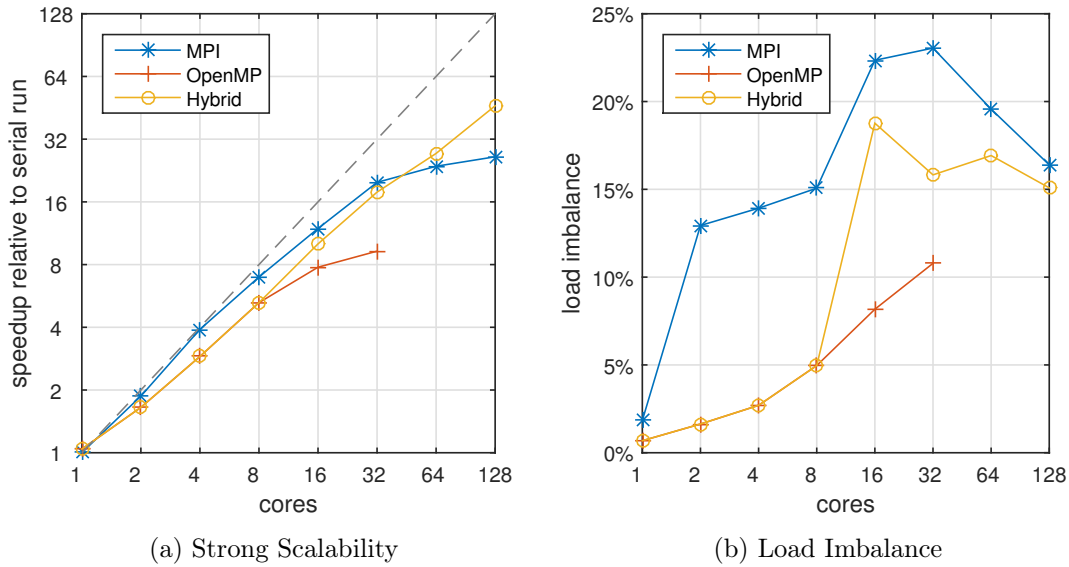 128
64
32
16
8
4
2
1
speedup relative to serial run
MPI
OpenMP
Hybrid
1 2 4 8 16 32 64 128
cores
(a) Strong Scalability
25%
20%
15%
10%
5%
0%
load imbalance
MPI
OpenMP
Hybrid
1 2 4 8 16 32 64 128
cores
(b) Load Imbalance